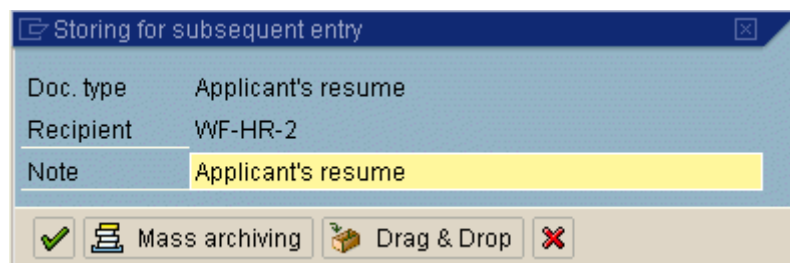 Storing for subsequent entry
Doc. type Applicant's resume
Recipient WF-HR-2
Note Applicant's resume
Mass archiving Drag & Drop